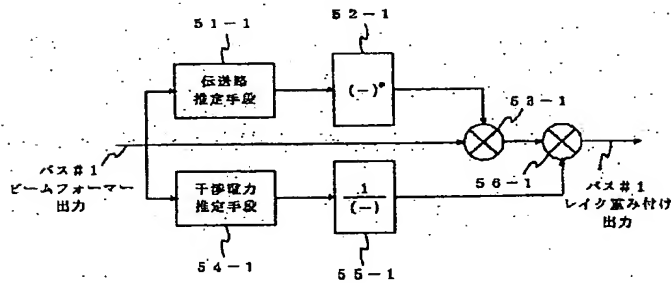 ５１－１
５２－１
伝送路
推定手段
(－)*
５３－１
パス＃１
ビームフォーマー
出力
干渉電力
推定手段
1
(－)
５６－１
パス＃１
レイク重み付け
出力
５４－１
５５－１